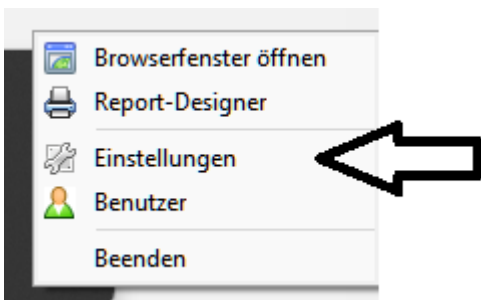 Browserfenster öffnen
Report-Designer
Einstellungen
Benutzer
Beenden